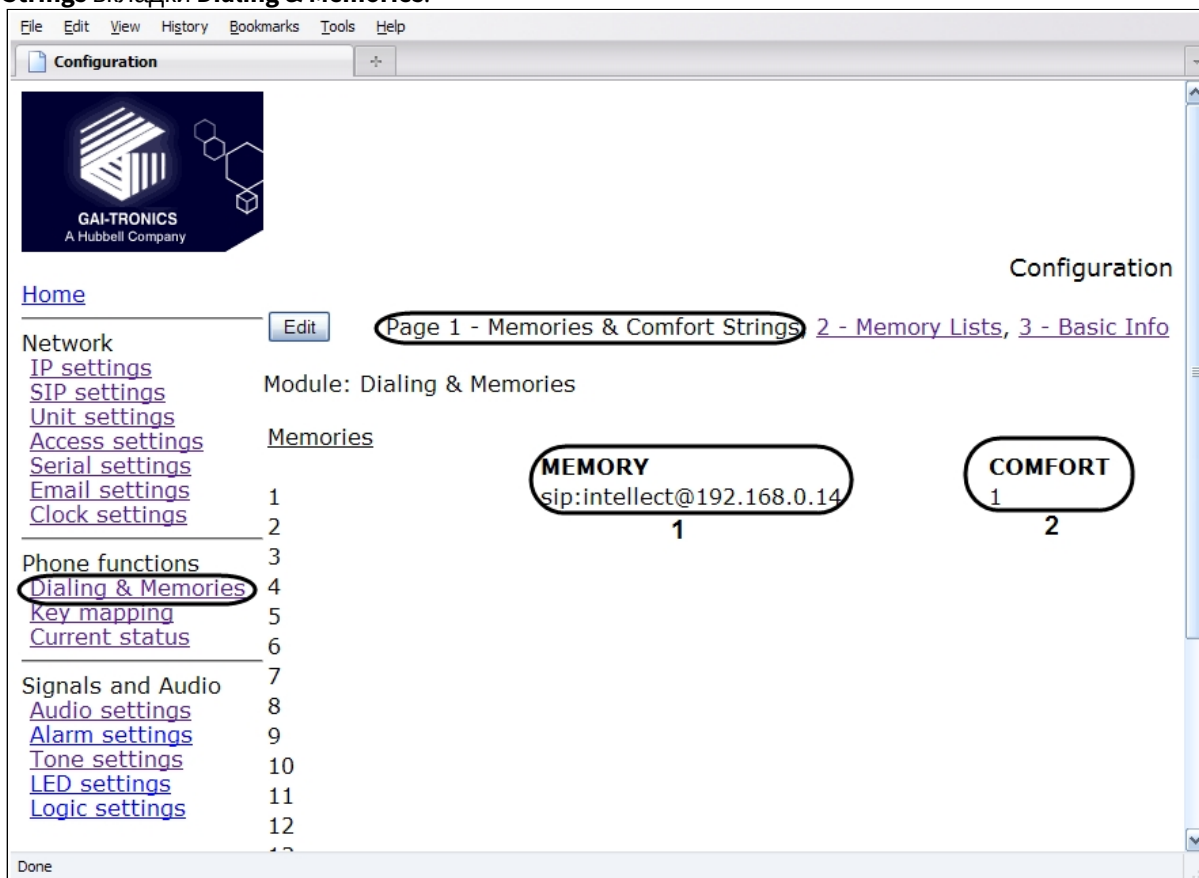 Strings вкладки Dialing & Memories.
File Edit View History Bookmarks Tools Help
Configuration
GAI-TRONICS
A Hubbell Company
Configuration
Home
Edit Page 1 - Memories & Comfort Strings, 2 - Memory Lists, 3 - Basic Info
Network
IP settings
SIP settings
Unit settings
Access settings
Serial settings
Email settings
Clock settings
Module: Dialing & Memories
Memories
MEMORY COMFORT
1 sip:intellect@192.168.0.14 1
1 2
2
3
4
5
6
7
8
9
10
11
12
Phone functions
Dialing & Memories
Key mapping
Current status
Signals and Audio
Audio settings
Alarm settings
Tone settings
LED settings
Logic settings
Done